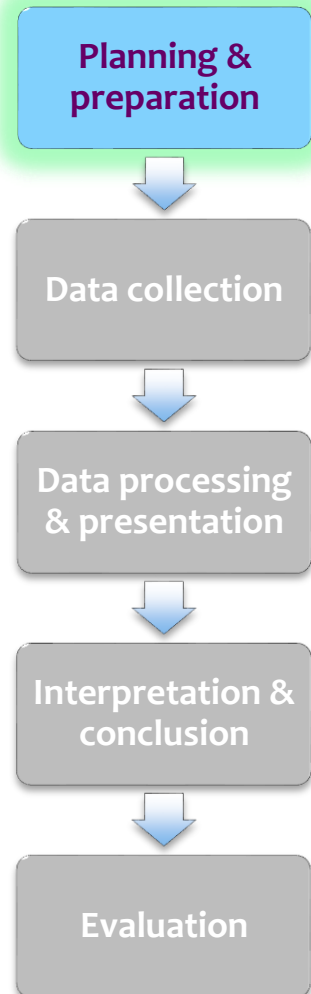 Planning &
preparation
Data collection
Data processing
& presentation
Interpretation &
conclusion
Evaluation